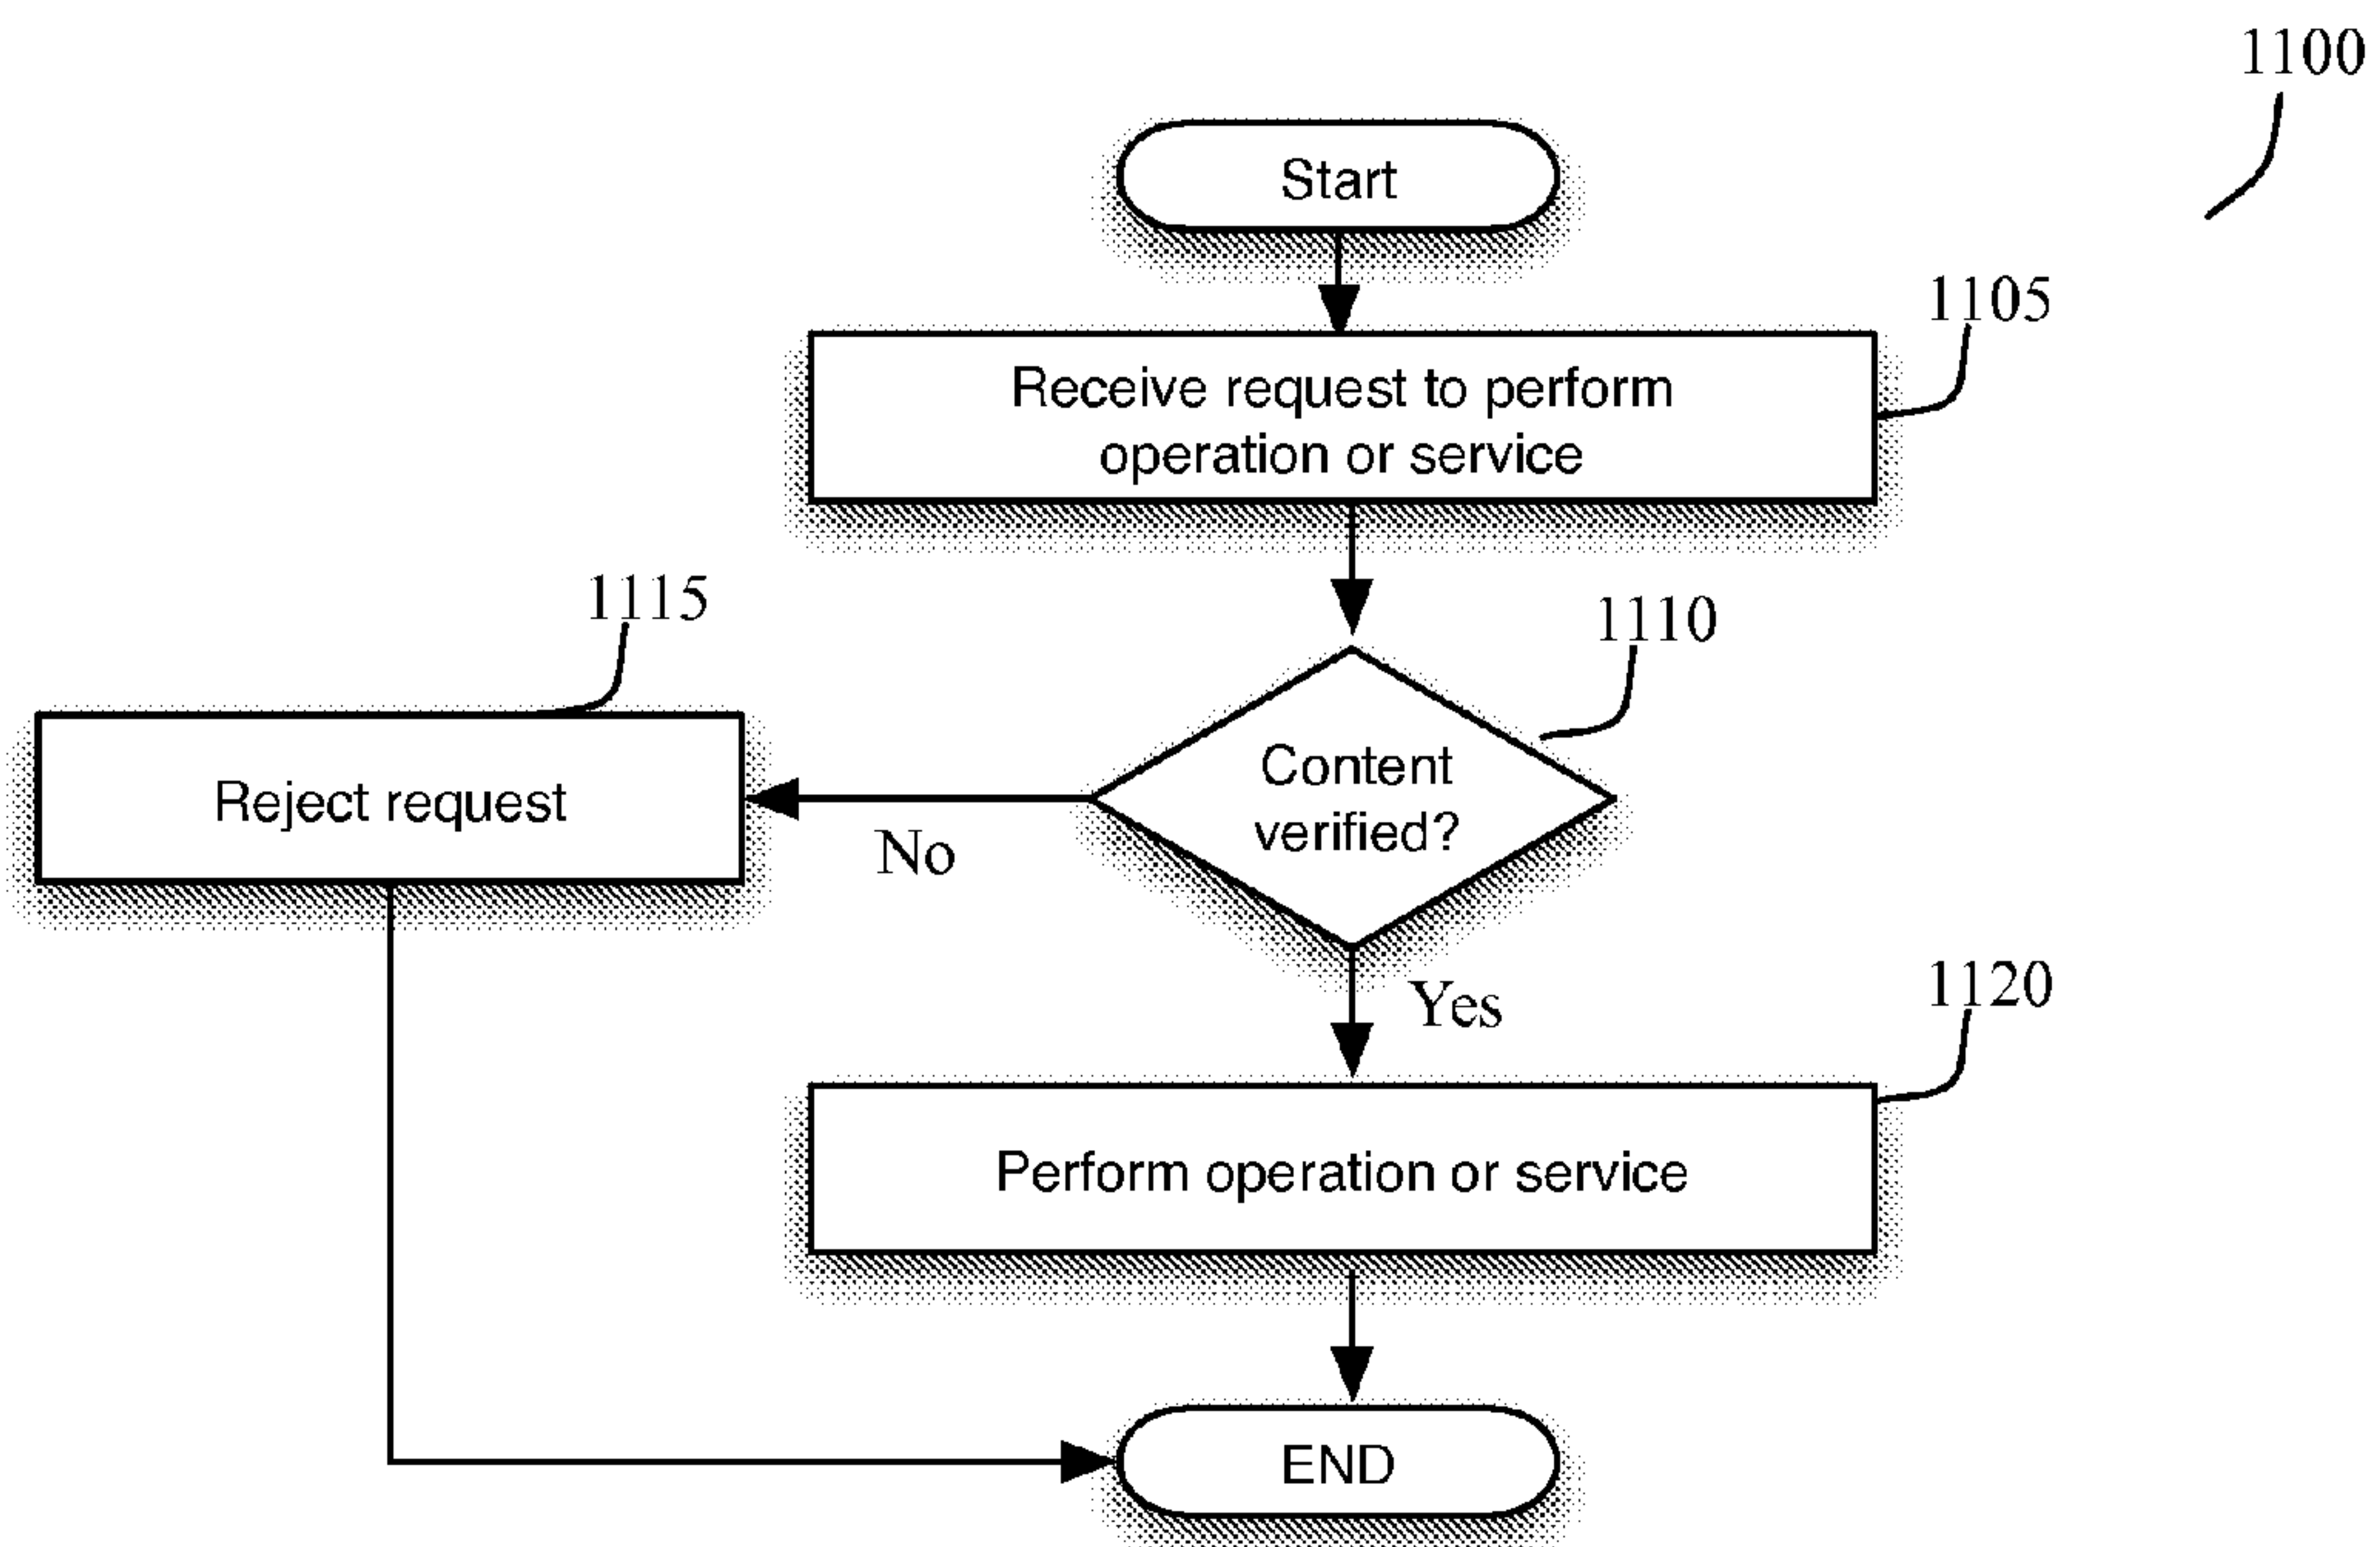 1100
Start
1105
Receive request to perform
operation or service
1115
1110
Content
verified?
Reject request
No
Yes
1120
Perform operation or service
END